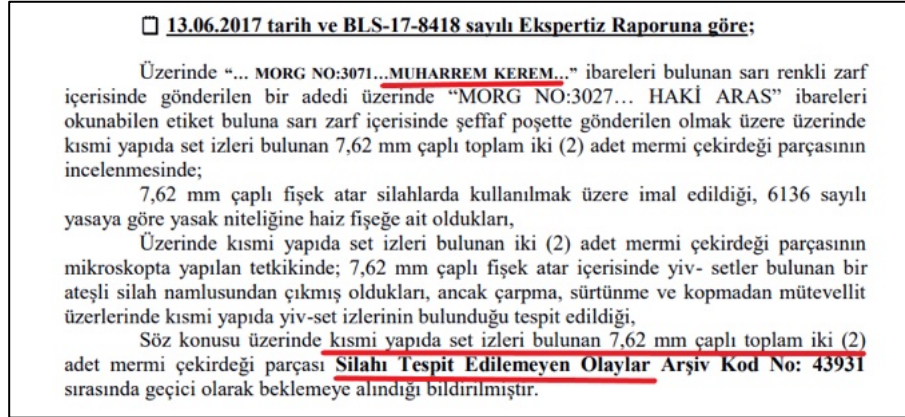 13.06.2017 tarih ve BLS-17-8418 sayılı Ekspertiz Raporuna göre;
Üzerinde “... MORG NO:3071...MUHARREM KEREM...” ibareleri bulunan sarı renkli zarf
içerisinde gönderilen bir adedi üzerinde “MORG NO:3027... HAKİ ARAS” ibareleri
okunabilen etiket buluna sarı zarf içerisinde şeffaf poşette gönderilen olmak üzere üzerinde
kısmi yapıda set izleri bulunan 7,62 mm çaplı toplam iki (2) adet mermi çekirdeği parçasının
incelenmesinde;
7,62 mm çaplı fişek atar silahlarda kullanılmak üzere imal edildiği, 6136 sayılı
yasaya göre yasak niteliğine haiz fişeğe ait oldukları,
Üzerinde kısmi yapıda set izleri bulunan iki (2) adet mermi çekirdeği parçasının
mikroskopta yapılan tetkikinde; 7,62 mm çaplı fişek atar içerisinde yiv- setler bulunan bir
ateşli silah namlusundan çıkmış oldukları, ancak çarpma, sürtünme ve kopmadan mütevellit
üzerlerinde kısmi yapıda yiv-set izlerinin bulunduğu tespit edildiği,
Söz konusu üzerinde kısmi yapıda set izleri bulunan 7,62 mm çaplı toplam iki (2)
adet mermi çekirdeği parçası Silahı Tespit Edilemeyen Olaylar Arşiv Kod No: 43931
sırasında geçici olarak beklemeye alındığı bildirilmiştir.